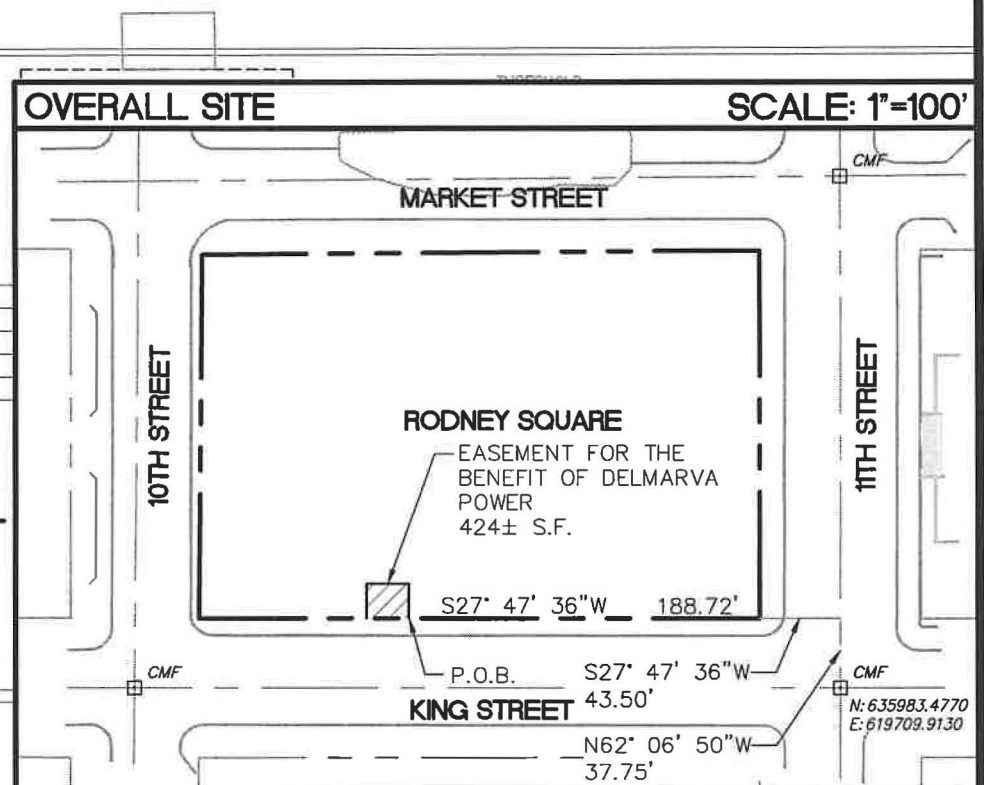 OVERALL SITE SCALE: 1"=100'
CMF
MARKET STREET
10TH STREET
11TH STREET
RODNEY SQUARE
EASEMENT FOR THE
BENEFIT OF DELMARVA
POWER
424± S.F.
S27° 47' 36"W 188.72'
P.O.B.
S27° 47' 36"W
43.50'
CMF
CMF
KING STREET
N: 635983.4770
E: 619709.9130
N62° 06' 50"W
37.75'